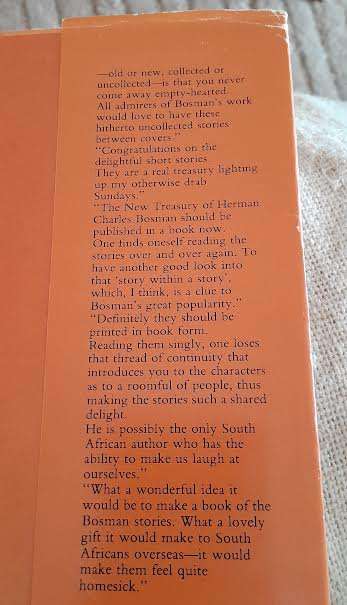 —old or new, collected or
uncollected—is that you never
come away empty-hearted.
All admirers of Bosman's work
would love to have these
hitherto uncollected stories
between covers."
"Congratulations on the
delightful short stories
They are a real treasury lighting
up my otherwise drab
Sundays."
"The New Treasury of Herman
Charles Bosman should be
published in a book now.
One finds oneself reading the
stories over and over again. To
have another good look into
that 'story within a story',
which, I think, is a clue to
Bosman's great popularity."
"Definitely they should be
printed in book form.
Reading them singly, one loses
that thread of continuity that
introduces you to the characters
as to a roomful of people, thus
making the stories such a shared
delight.
He is possibly the only South
African author who has the
ability to make us laugh at
ourselves."
"What a wonderful idea it
would be to make a book of the
Bosman stories. What a lovely
gift it would make to South
Africans overseas—it would
make them feel quite
homesick."